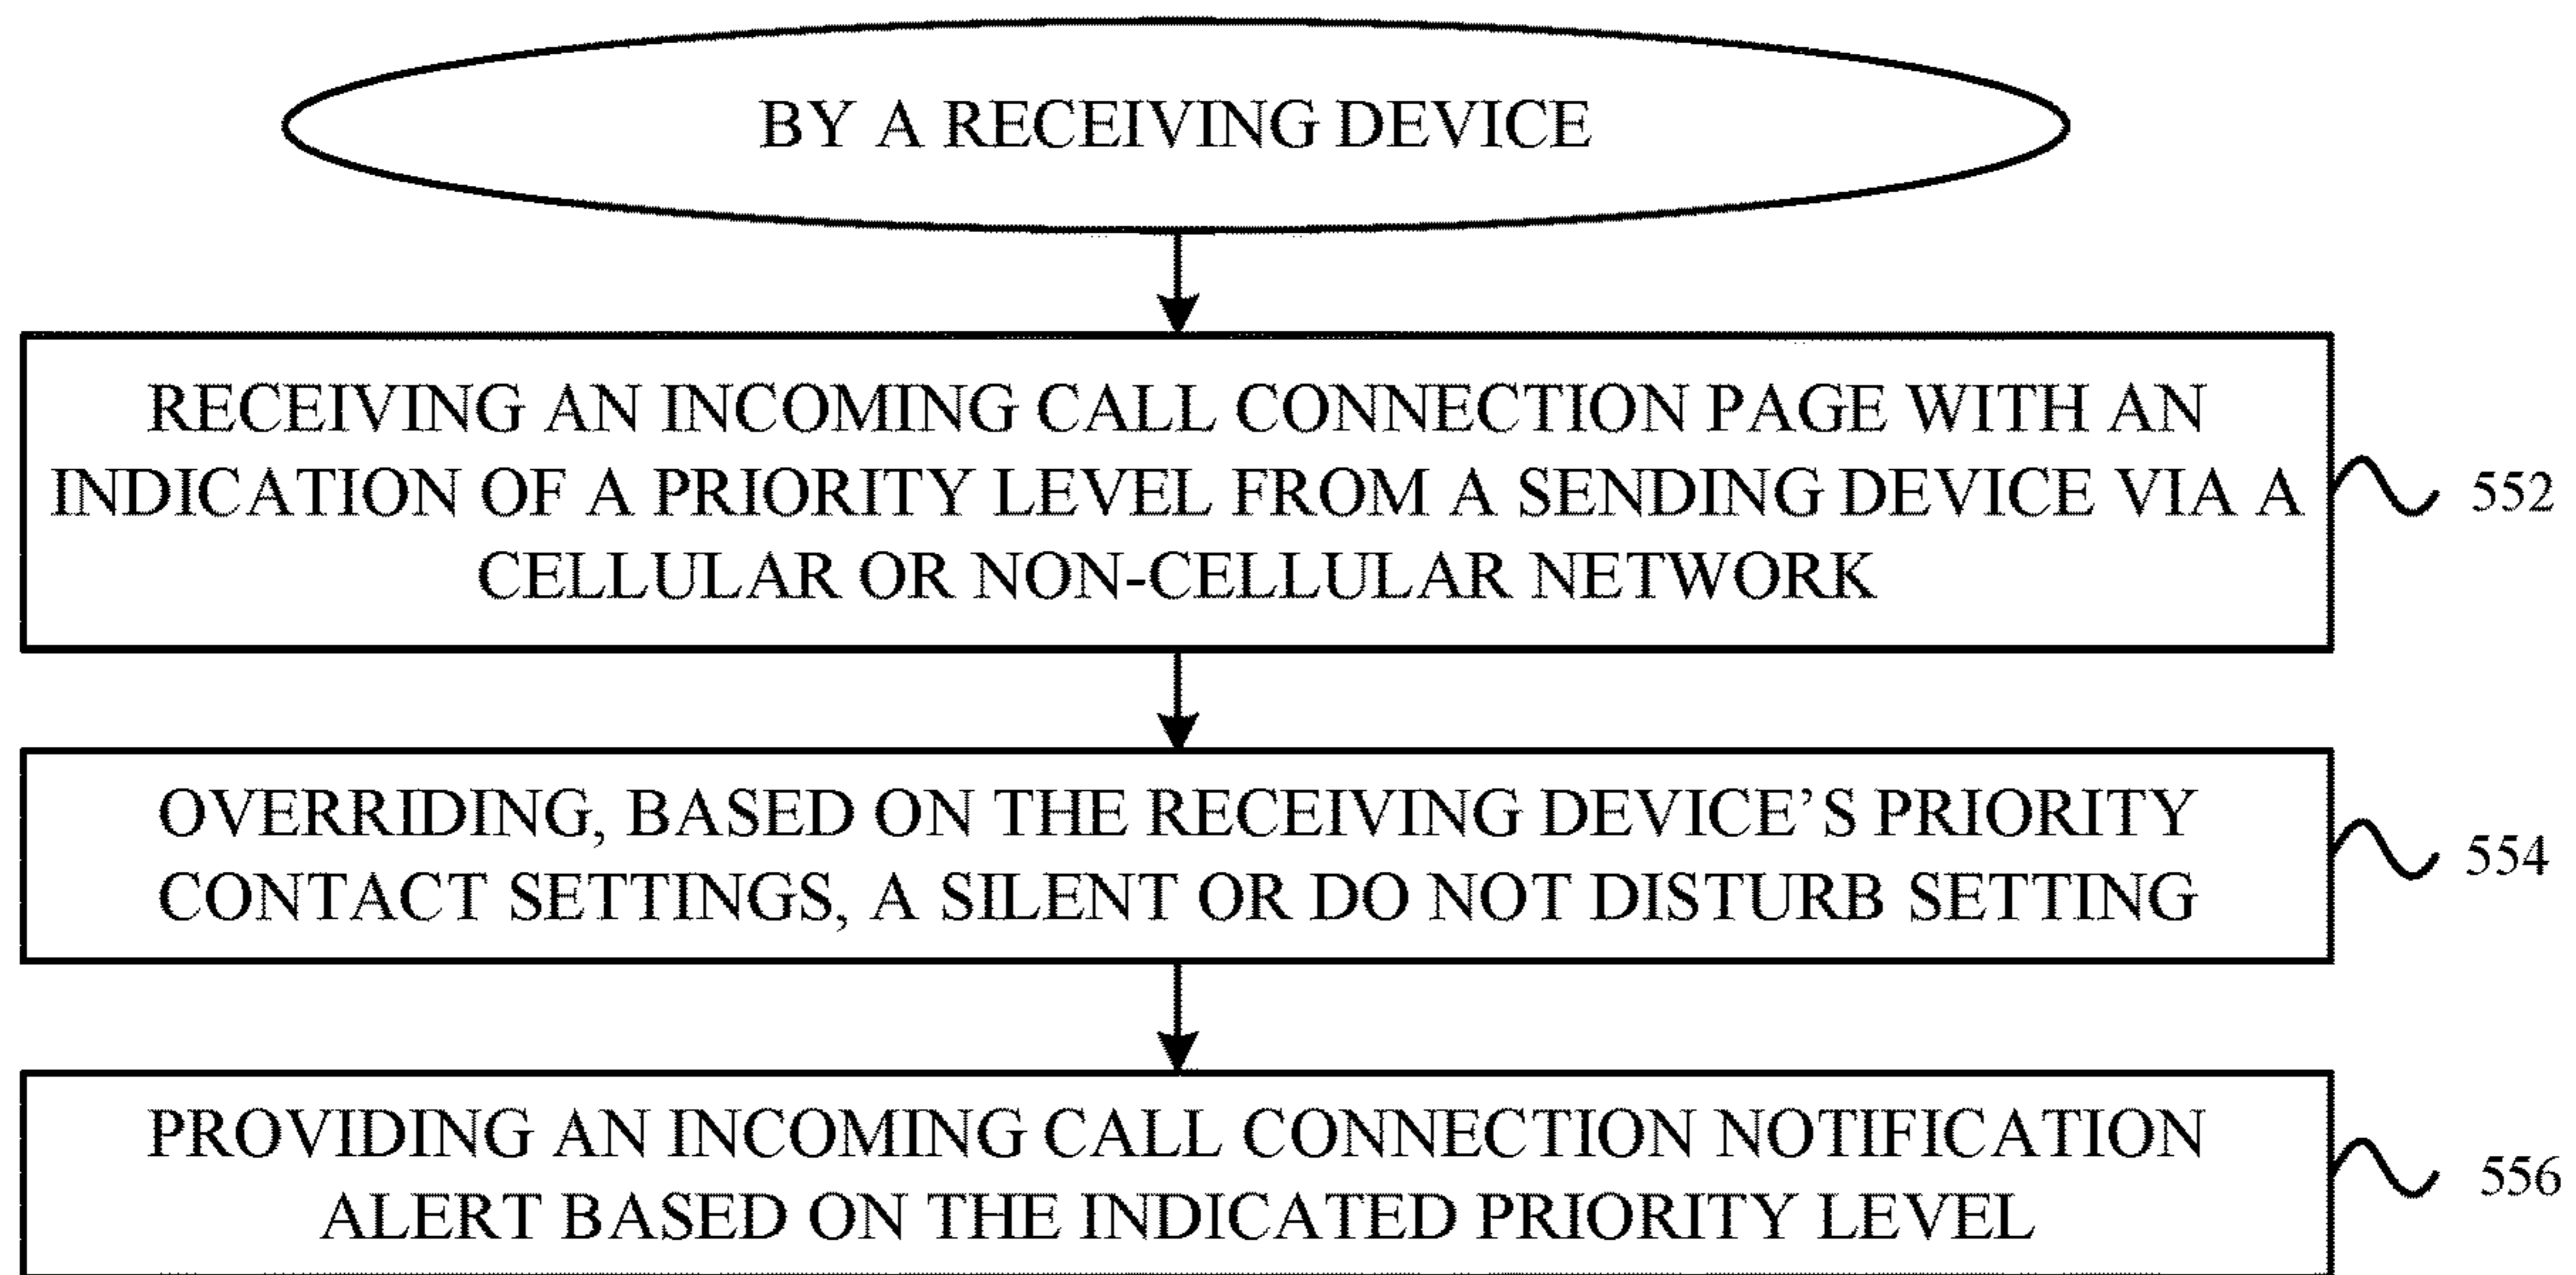 BY A RECEIVING DEVICE
RECEIVING AN INCOMING CALL CONNECTION PAGE WITH AN
INDICATION OF A PRIORITY LEVEL FROM A SENDING DEVICE VIA A
CELLULAR OR NON-CELLULAR NETWORK
552
OVERRIDING, BASED ON THE RECEIVING DEVICE’S PRIORITY
CONTACT SETTINGS, A SILENT OR DO NOT DISTURB SETTING
554
PROVIDING AN INCOMING CALL CONNECTION NOTIFICATION
ALERT BASED ON THE INDICATED PRIORITY LEVEL
556